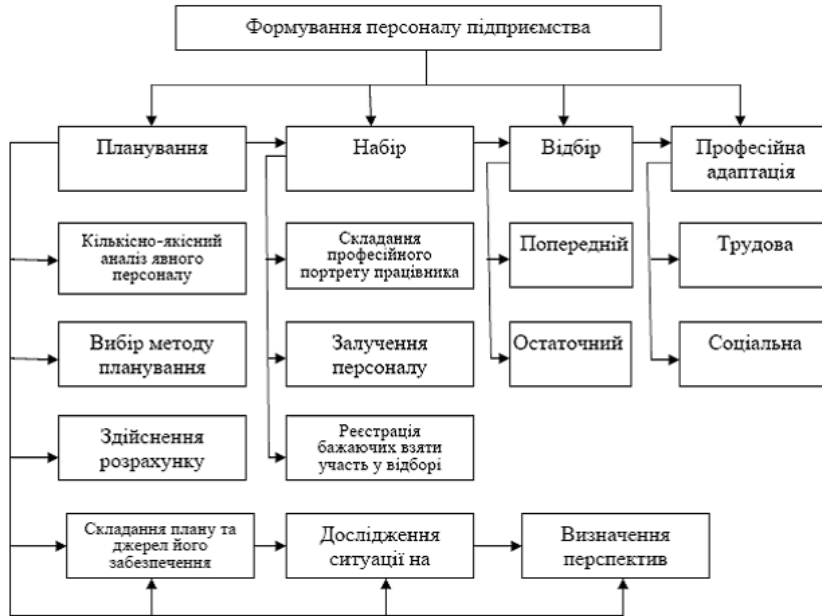 Формування персоналу підприємства
Планування
Набір
Відбір
Професійна
адаптація
Кількісно-якісний
аналіз явного
персоналу
Складання
професійного
портрету працівника
Попередній
Трудова
Вибір методу
планування
Залучення
персоналу
Остаточний
Соціальна
Здійснення
розрахунку
Реєстрація
бажаючих взяти
участь у відборі
Складання плану та
джерел його
забезпечення
Дослідження
ситуації на
Визначення
перспектив